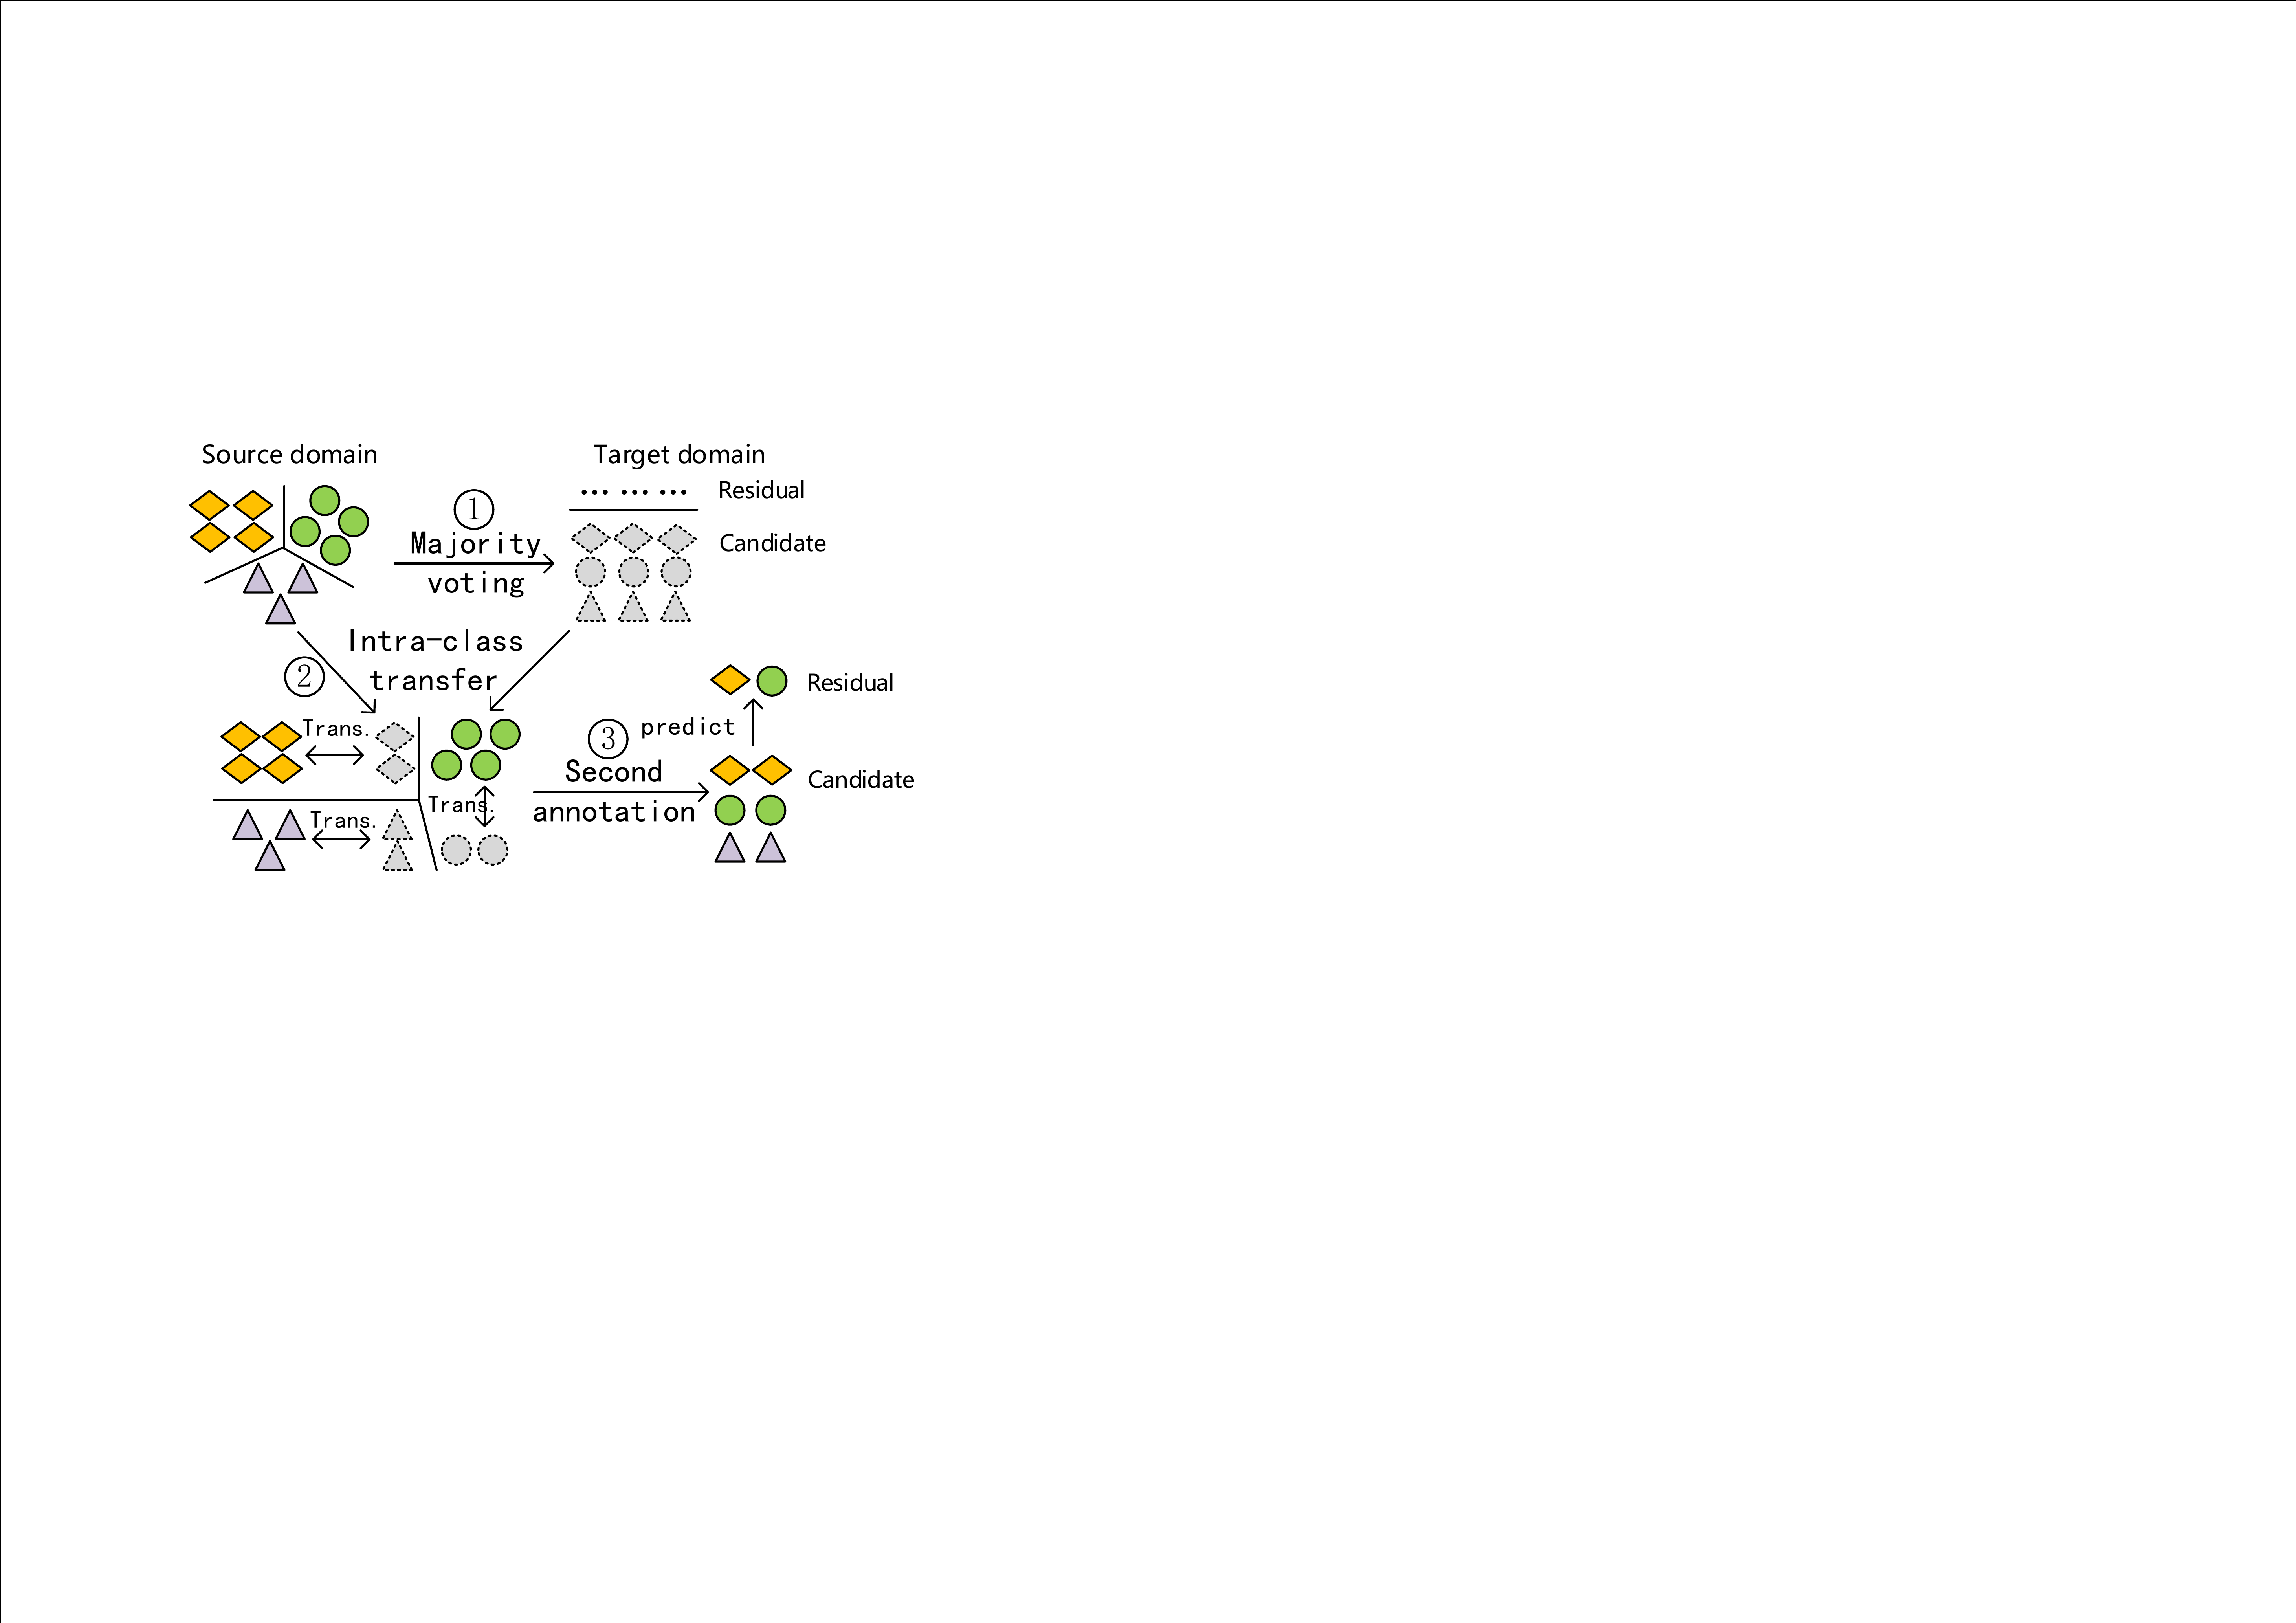 Source domain
Target domain
... ... ...
Residual
①
Majority
voting
Candidate
Intra-class
transfer
②
Residual
Trans.
③
predict
Second
annotation
Candidate
Trans.
Trans.